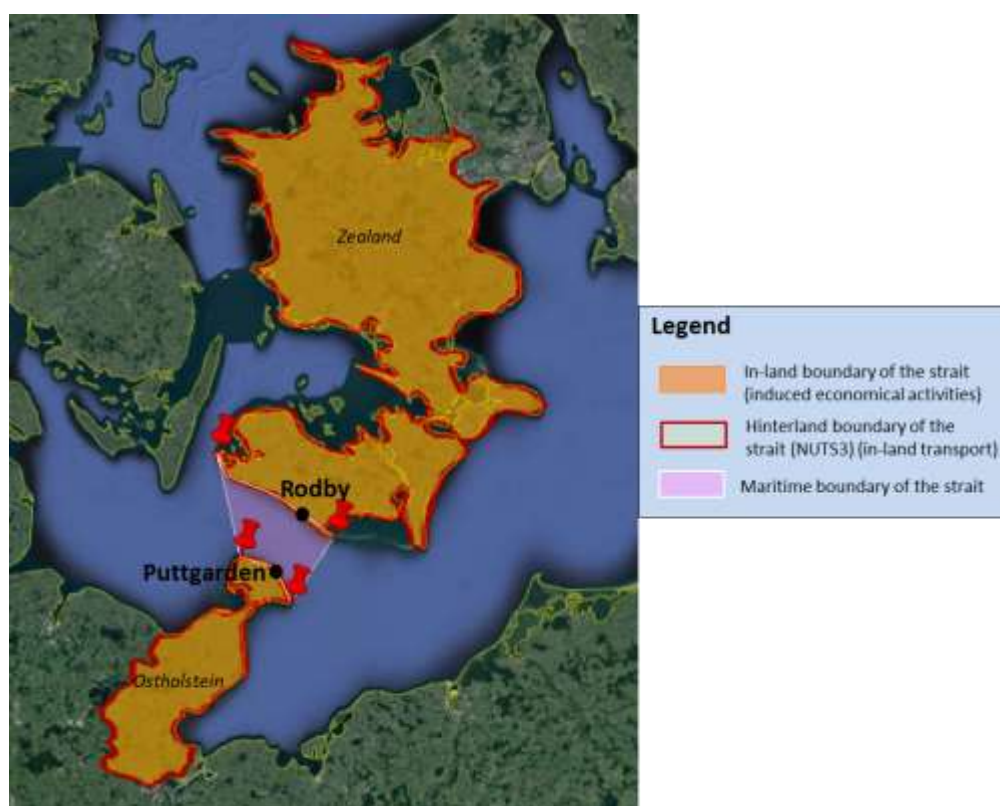 Zealand
Rodby
Puttgarden
Ostholstein
Legend
In-land boundary of the strait
(induced economical activities)
Hinterland boundary of the
strait (NUTS3) (in-land transport)
Maritime boundary of the strait